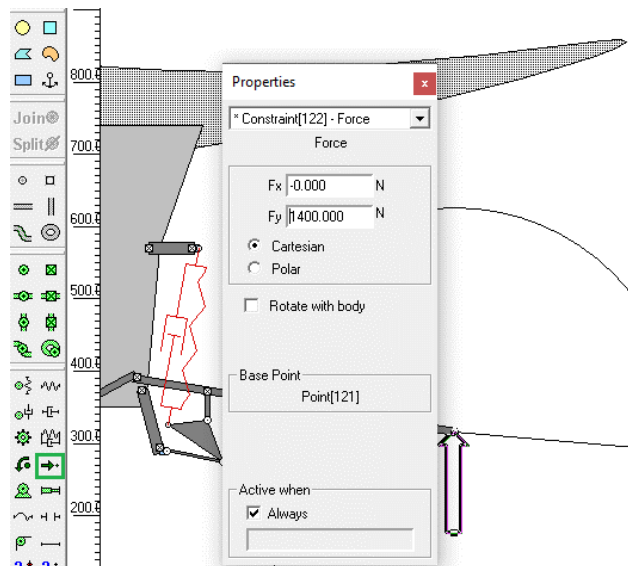 Join
Split
800.0
700.0
600.0
500.0
400.0
300.0
200.0
Properties
x
* Constraint[122] - Force
Force
Fx -0.000 N
Fy 1400.000 N
Cartesian
Polar
Rotate with body
Base Point
Point[121]
Active when
Always